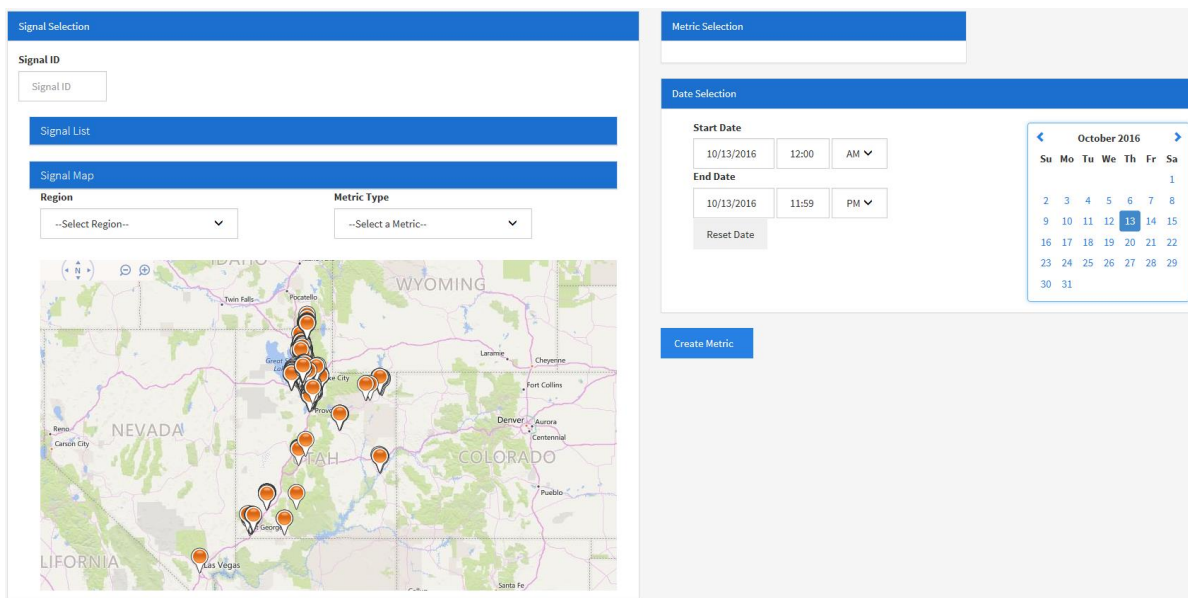 Signal Selection
Signal ID
Signal ID
Signal List
Signal Map
Region
Metric Type
--Select Region--
--Select a Metric--
N
WYOMING
Twin Falls
Pocatello
Laramie
Cheyenne
Fort Collins
Reno
Carson City
NEVADA
Denver
Aurora
Centennial
COLORADO
Pueblo
Las Vegas
Santa Fe
Metric Selection
Date Selection
Start Date
10/13/2016 12:00 AM
End Date
10/13/2016 11:59 PM
Reset Date
October 2016
Su Mo Tu We Th Fr Sa
1
2 3 4 5 6 7 8
9 10 11 12 13 14 15
16 17 18 19 20 21 22
23 24 25 26 27 28 29
30 31
Create Metric